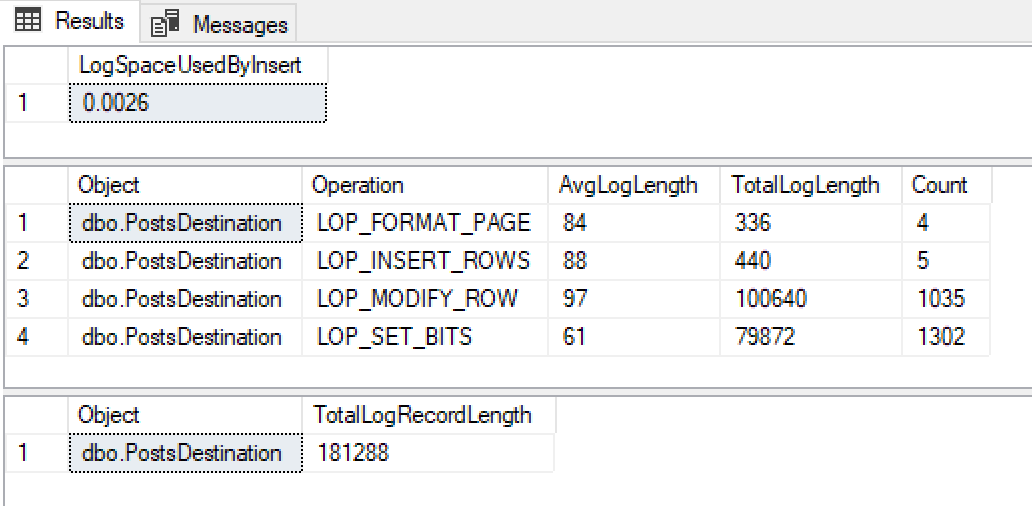 Results Messages
LogSpaceUsedByInsert
1 0.0026
Object Operation AvgLogLength TotalLogLength Count
1 dbo.PostsDestination LOP_FORMAT_PAGE 84 336 4
2 dbo.PostsDestination LOP_INSERT_ROWS 88 440 5
3 dbo.PostsDestination LOP_MODIFY_ROW 97 100640 1035
4 dbo.PostsDestination LOP_SET_BITS 61 79872 1302
Object TotalLogRecordLength
1 dbo.PostsDestination 181288